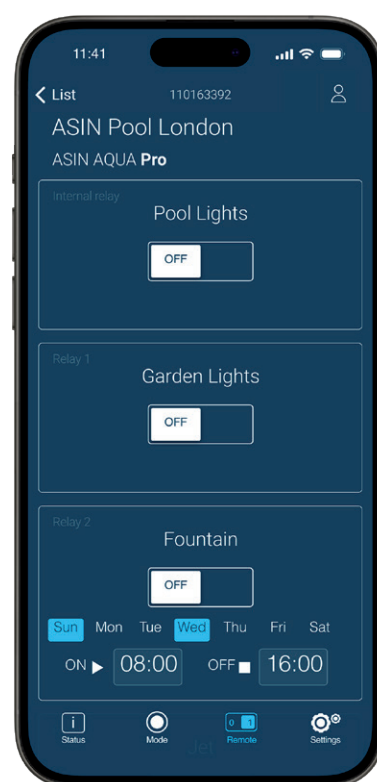 11:41
List 110163392
ASIN Pool London
ASIN AQUA Pro
Internal relay
Pool Lights
OFF
Relay 1
Garden Lights
OFF
Relay 2
Fountain
OFF
Sun Mon Tue Wed Thu Fri Sat
ON 08:00 OFF 16:00
i 0 1
Status Mode Remote Settings
Jet